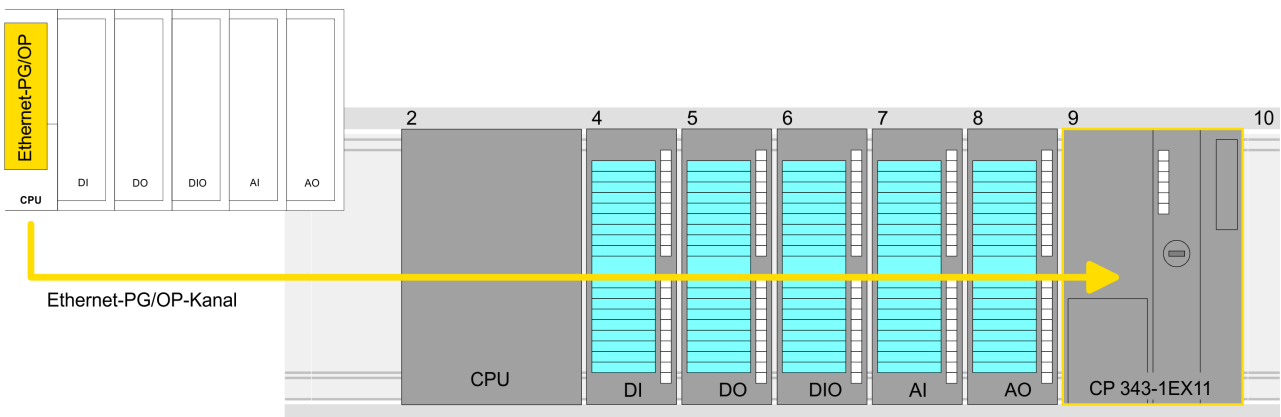 Ethernet-PG/OP
CPU
DI
DO
DIO
AI
AO
2
4
5
6
7
8
9
10
Ethernet-PG/OP-Kanal
CPU
DI
DO
DIO
AI
AO
CP 343-1EX11